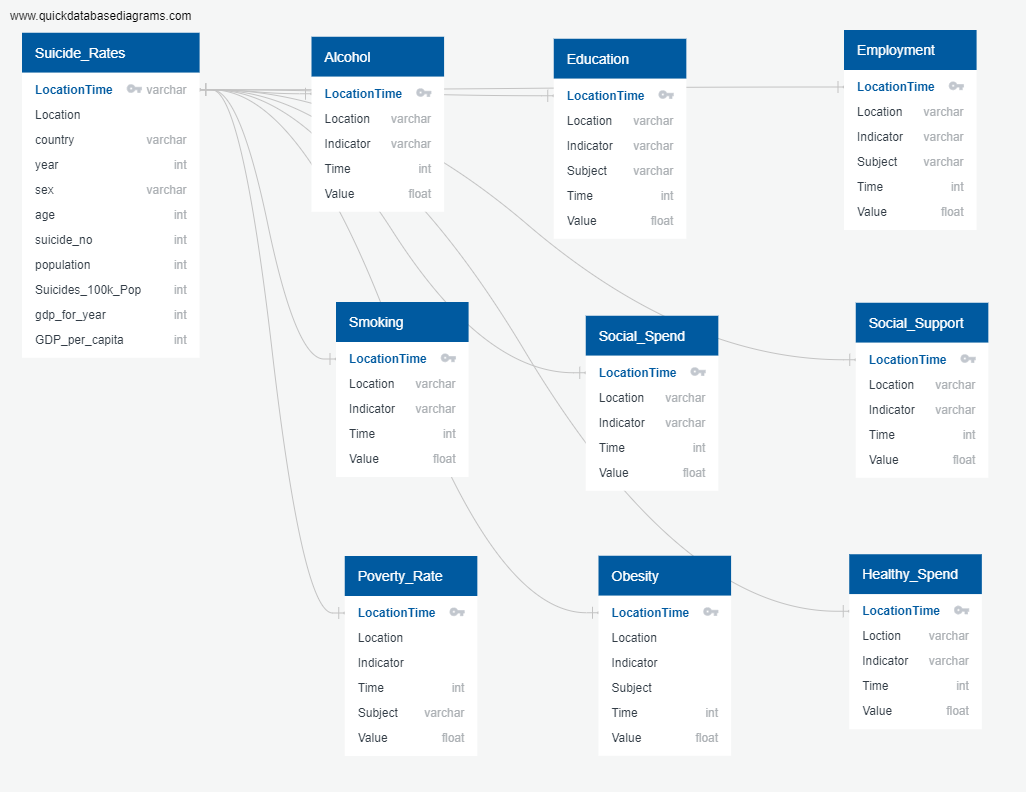 www.quickdatabasediagrams.com
Suicide_Rates
LocationTime varchar
Location
country varchar
year int
sex varchar
age int
suicide_no int
population int
Suicides_100k_Pop int
gdp_for_year int
GDP_per_capita int
Alcohol
LocationTime
Location varchar
Indicator varchar
Time int
Value float
Education
LocationTime
Location varchar
Indicator varchar
Subject varchar
Time int
Value float
Employment
LocationTime
Location varchar
Indicator varchar
Subject varchar
Time int
Value float
Smoking
LocationTime
Location varchar
Indicator varchar
Time int
Value float
Social_Spend
LocationTime
Location varchar
Indicator varchar
Time int
Value float
Social_Support
LocationTime
Location varchar
Indicator varchar
Time int
Value float
Poverty_Rate
LocationTime
Location
Indicator
Time int
Subject varchar
Value float
Obesity
LocationTime
Location
Indicator
Subject
Time int
Value float
Healthy_Spend
LocationTime
Loction varchar
Indicator varchar
Time int
Value float